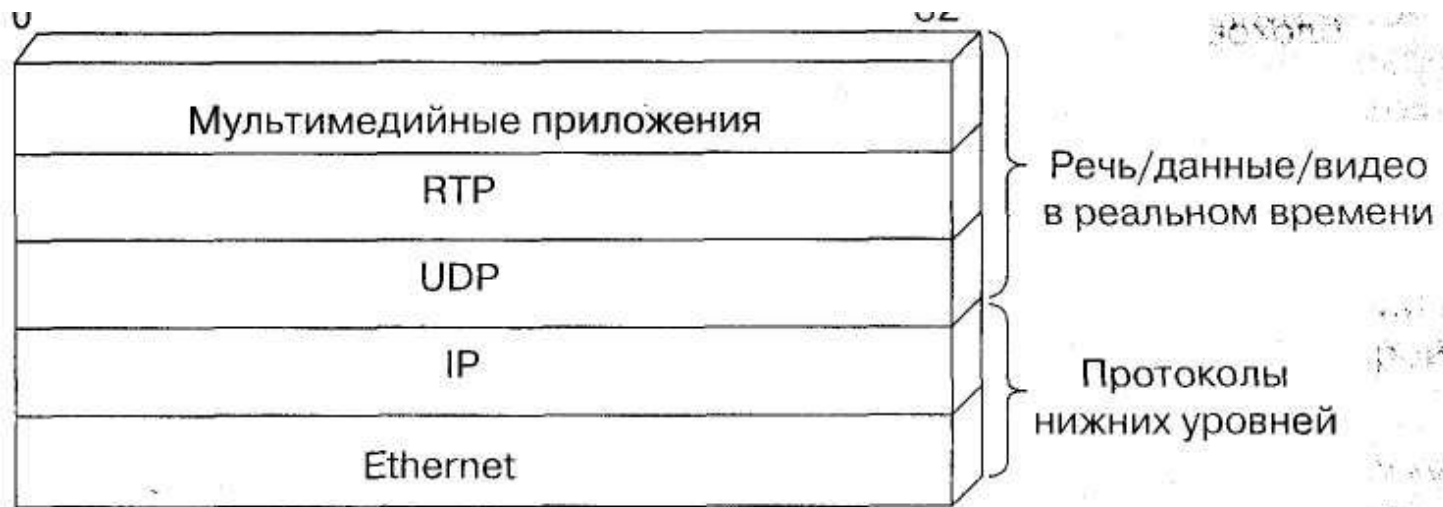 Мультимедийные приложения
RTP
UDP
IP
Ethernet
Речь/данные/видео
в реальном времени
Протоколы
нижних уровней